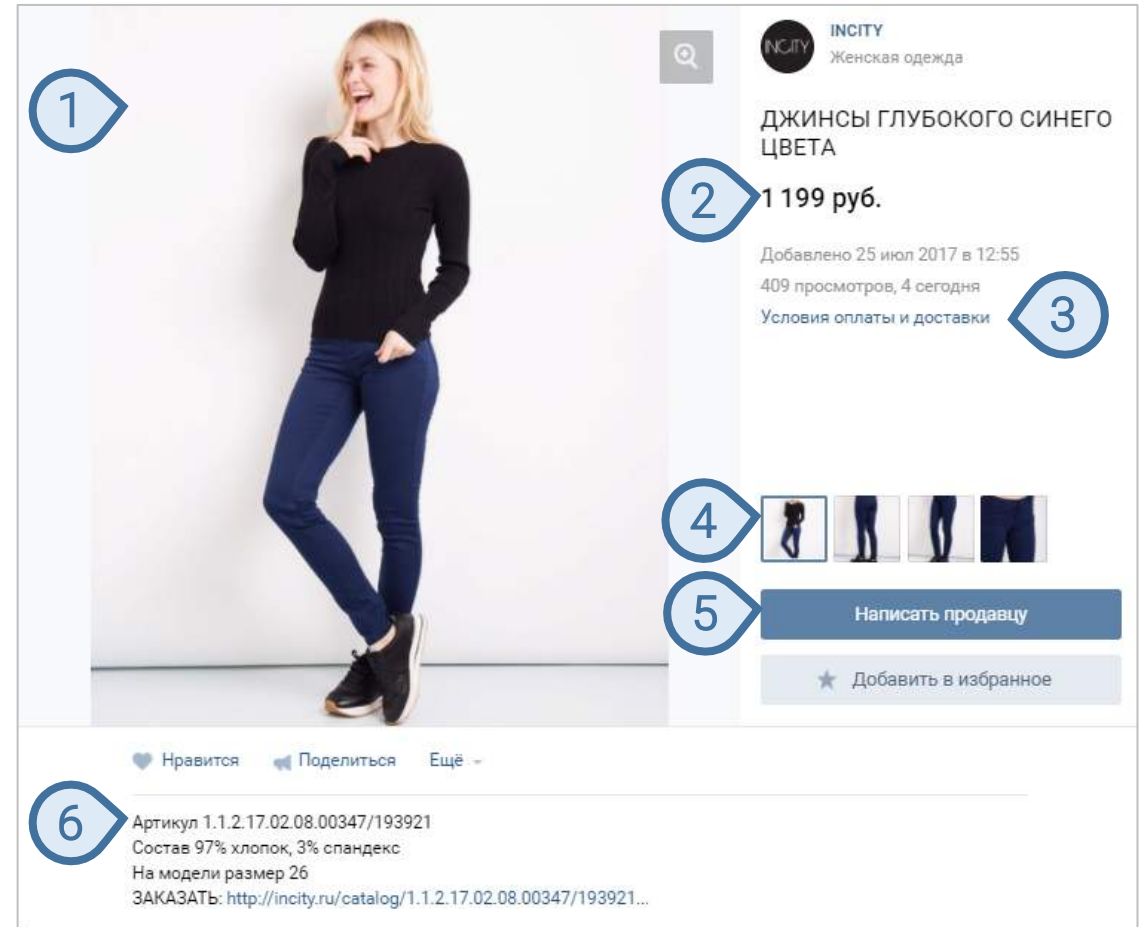 1
INCITY
INCITY
Женская одежда
ДЖИНСЫ ГЛУБОКОГО СИНЕГО
ЦВЕТА
2
1 199 руб.
Добавлено 25 июл 2017 в 12:55
409 просмотров, 4 сегодня
Условия оплаты и доставки
3
4
5
Написать продавцу
Добавить в избранное
Нравится
Поделиться
Ещё
6
Артикул 1.1.2.17.02.08.00347/193921
Состав 97% хлопок, 3% спандекс
На модели размер 26
ЗАКАЗАТЬ: http://incity.ru/catalog/1.1.2.17.02.08.00347/193921...